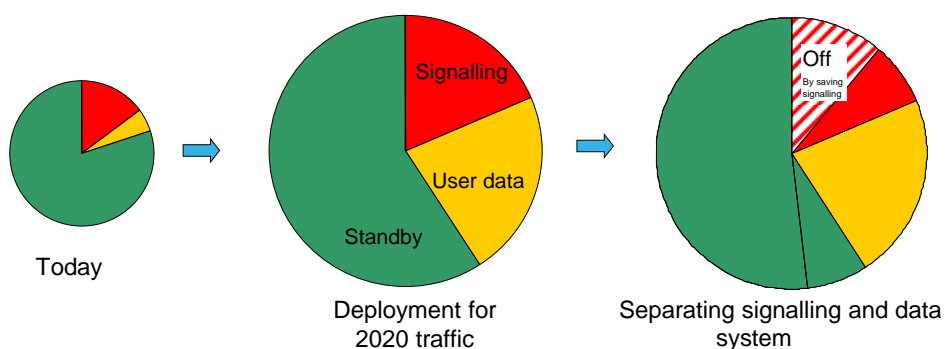 Today
Signalling
User data
Standby
Deployment for
2020 traffic
Off
By saving
signalling
Separating signalling and data
system